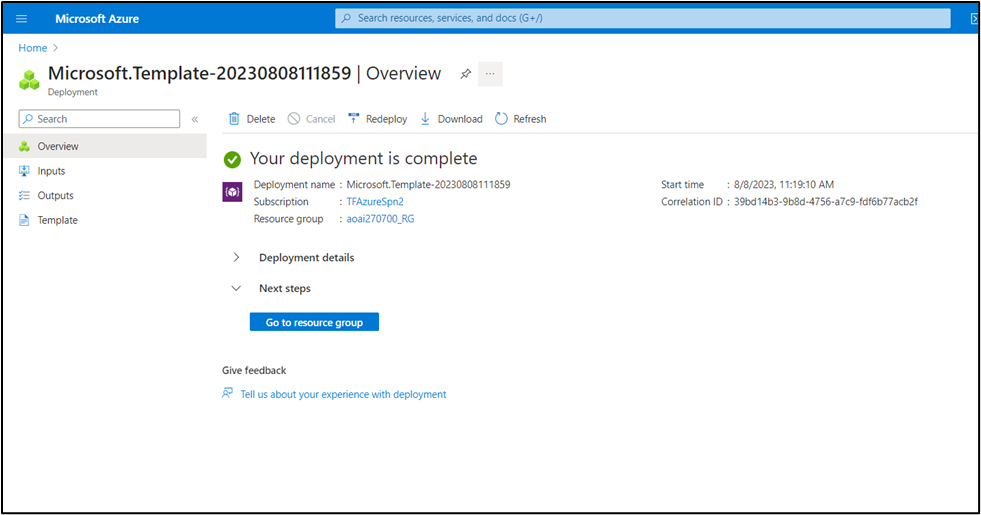 Microsoft Azure
Search resources, services, and docs (G+/)
Home
Microsoft.Template-20230808111859 | Overview
...
Deployment
Search
«
Delete
Cancel
Redeploy
Download
Refresh
Overview
Inputs
Outputs
Template
Your deployment is complete
Deployment name : Microsoft.Template-20230808111859
Subscription : TFAzureSpn2
Resource group : aoai270700_RG
Start time : 8/8/2023, 11:19:10 AM
Correlation ID : 39bd14b3-9b8d-4756-a7c9-fdf6b77acb2f
Deployment details
Next steps
Go to resource group
Give feedback
Tell us about your experience with deployment